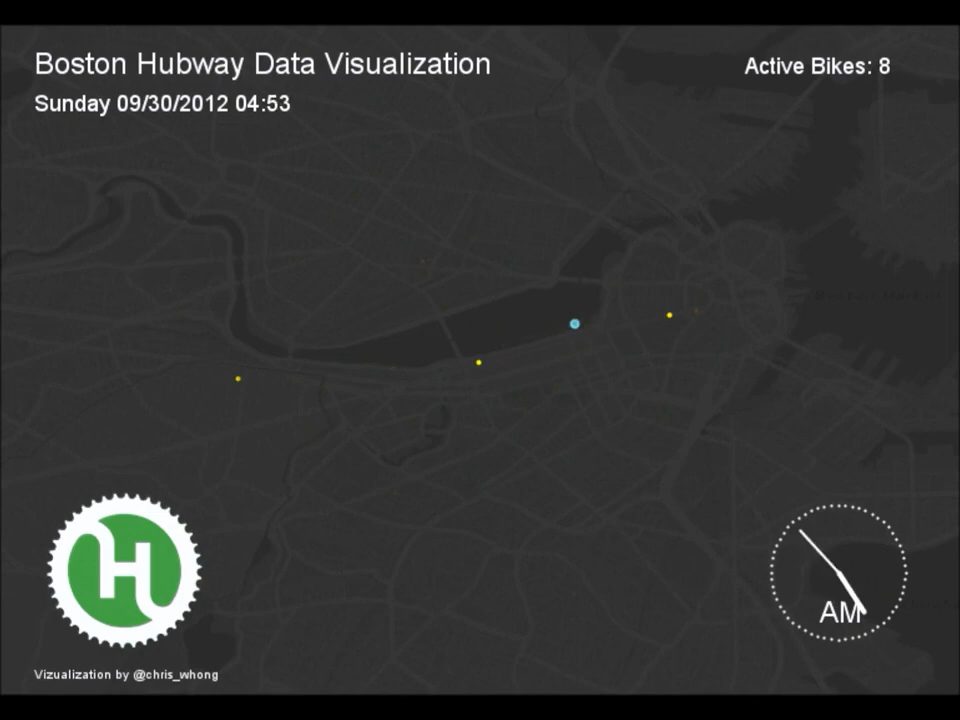 Boston Hubway Data Visualization
Active Bikes: 8
Sunday 09/30/2012 04:53
H
AM
Vizualization by @chris_whong